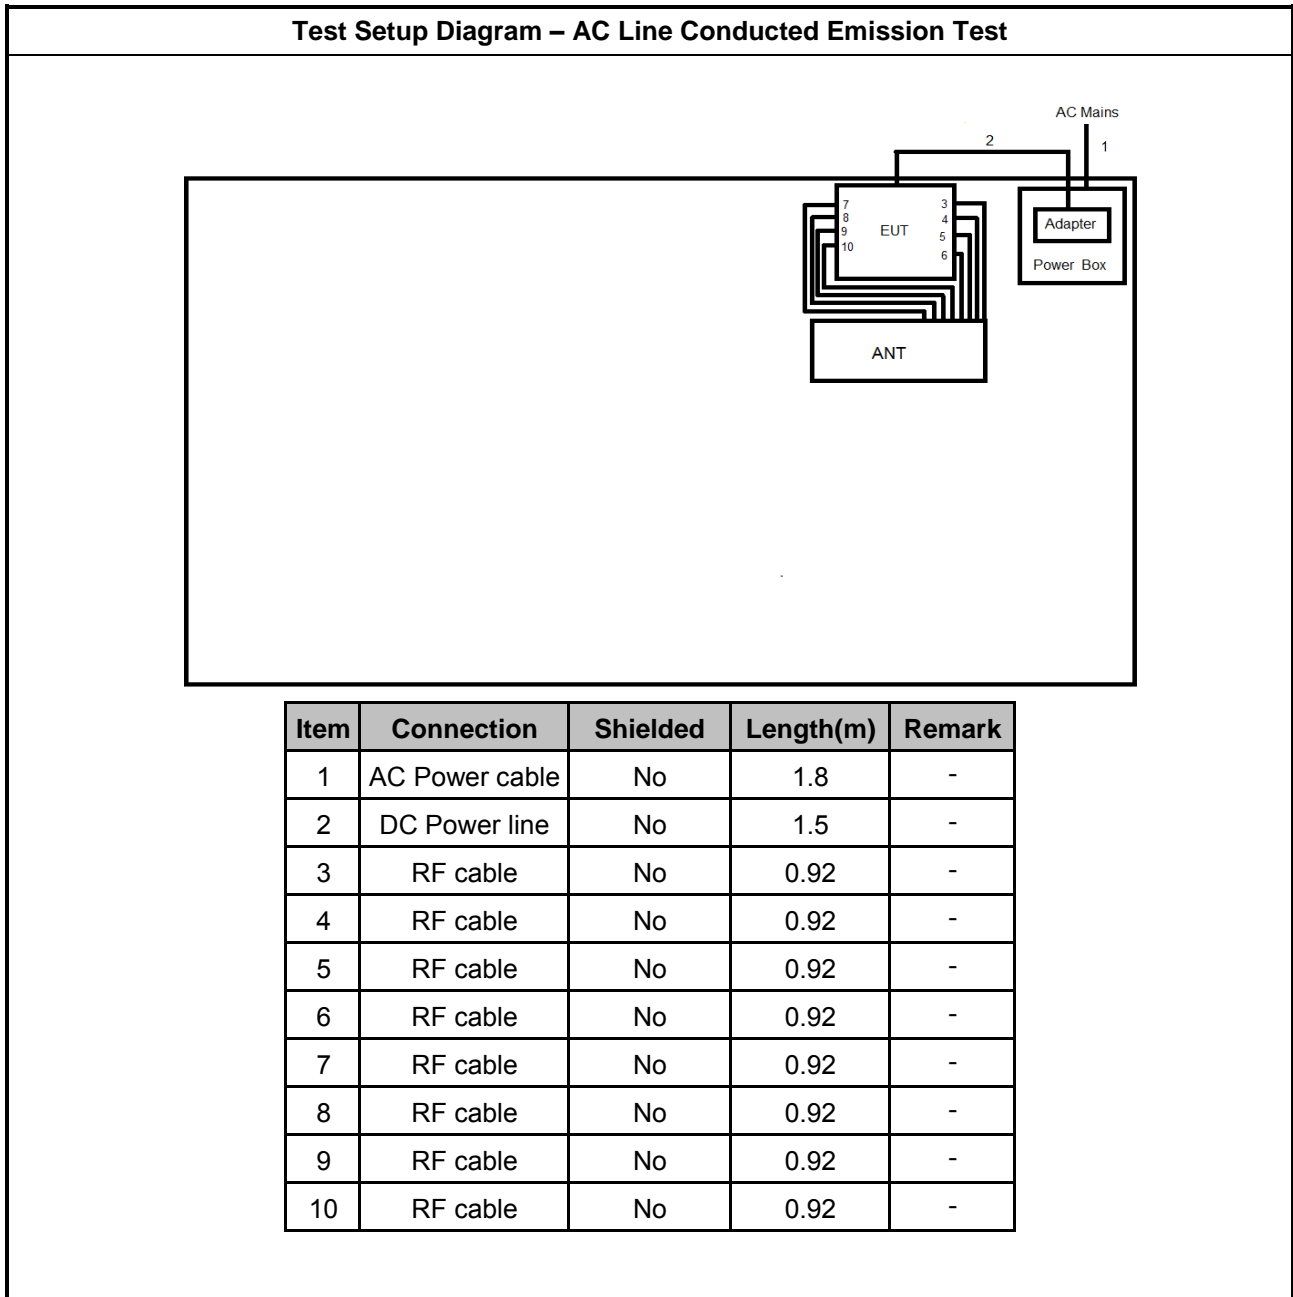 Test Setup Diagram – AC Line Conducted Emission Test
AC Mains
2
1
7
8
9
10
EUT
3
4
5
6
Adapter
Power Box
ANT
Item Connection Shielded Length(m) Remark
1 AC Power cable No 1.8 -
2 DC Power line No 1.5 -
3 RF cable No 0.92 -
4 RF cable No 0.92 -
5 RF cable No 0.92 -
6 RF cable No 0.92 -
7 RF cable No 0.92 -
8 RF cable No 0.92 -
9 RF cable No 0.92 -
10 RF cable No 0.92 -